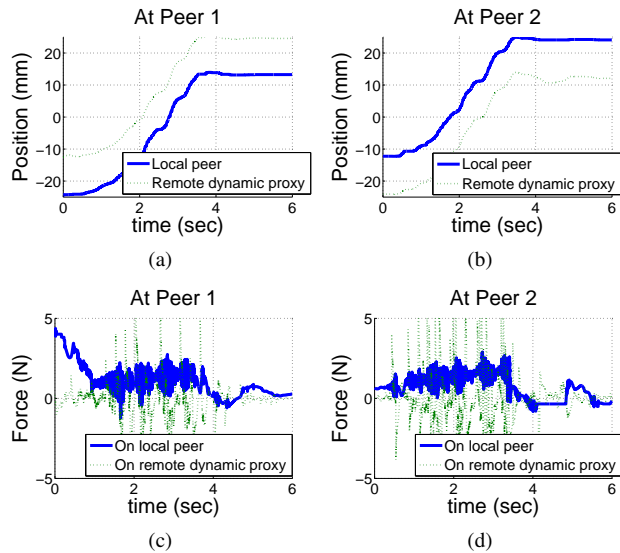 At Peer 1
Position (mm)
20
10
0
−10
−20
0
2
4
6
Local peer
Remote dynamic proxy
time (sec)
(a)
At Peer 2
Position (mm)
20
10
0
−10
−20
0
2
4
6
Local peer
Remote dynamic proxy
time (sec)
(b)
At Peer 1
Force (N)
5
0
−5
0
2
4
6
On local peer
On remote dynamic proxy
time (sec)
(c)
At Peer 2
Force (N)
5
0
−5
0
2
4
6
On local peer
On remote dynamic proxy
time (sec)
(d)